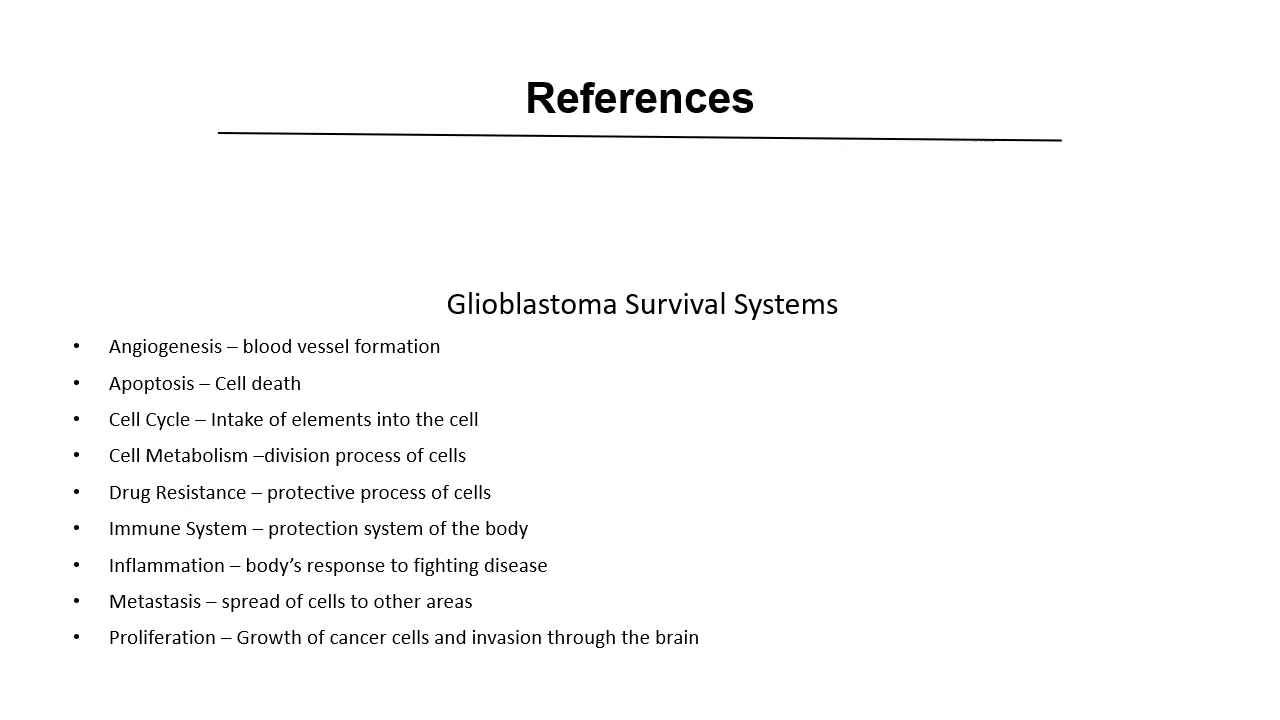 References
Glioblastoma Survival Systems
• Angiogenesis – blood vessel formation
• Apoptosis – Cell death
• Cell Cycle – Intake of elements into the cell
• Cell Metabolism –division process of cells
• Drug Resistance – protective process of cells
• Immune System – protection system of the body
• Inflammation – body’s response to fighting disease
• Metastasis – spread of cells to other areas
• Proliferation – Growth of cancer cells and invasion through the brain